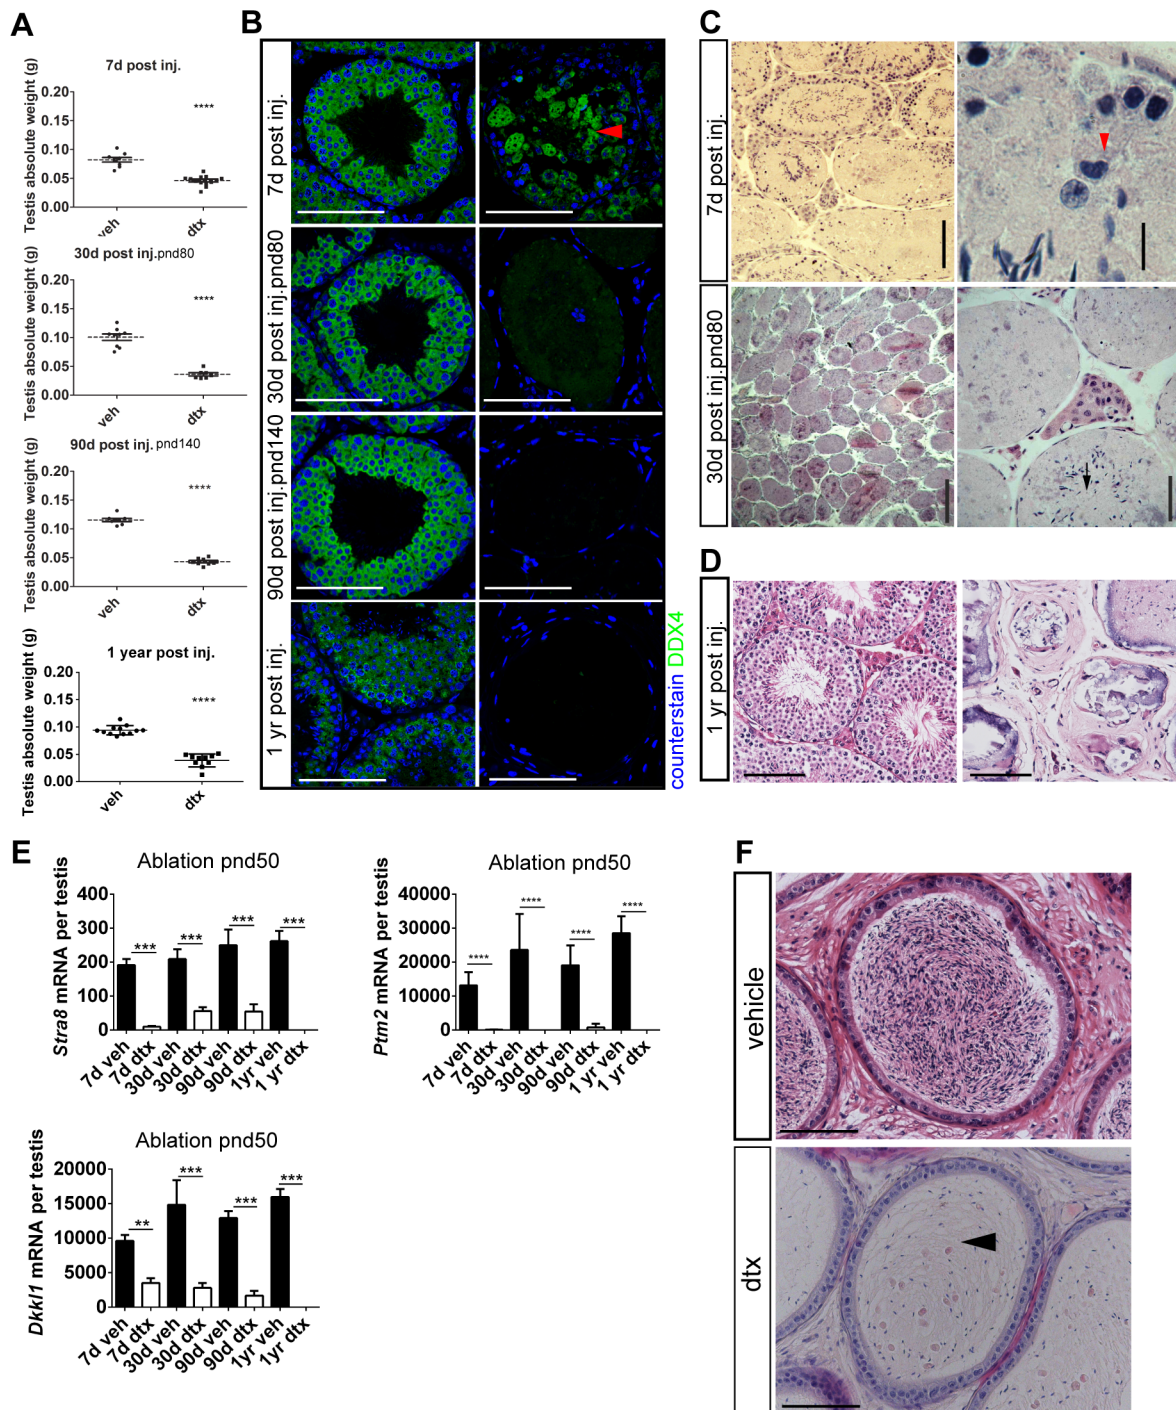 A
7d post inj.
Testis absolute weight (g)
0.20
0.15
0.10
0.05
0.00
****
veh
dtx
30d post inj.pnd80
Testis absolute weight (g)
0.20
0.15
0.10
0.05
0.00
****
veh
dtx
90d post inj.pnd140
Testis absolute weight (g)
0.20
0.15
0.10
0.05
0.00
****
veh
dtx
1 year post inj.
Testis absolute weight (g)
0.20
0.15
0.10
0.05
0.00
****
veh
dtx
B
7d post inj.
30d post inj.pnd80
90d post inj.pnd140
1 yr post inj.
counterstain DDX4
C
7d post inj.
30d post inj.pnd80
D
1 yr post inj.
E
Ablation pnd50
Stra8 mRNA per testis
400
300
200
100
0
***
***
***
***
7d veh
7d dtx
30d veh
30d dtx
90d veh
90d dtx
1yr veh
1 yr dtx
Ablation pnd50
Ptm2 mRNA per testis
40000
30000
20000
10000
0
****
****
****
****
7d veh
7d dtx
30d veh
30d dtx
90d veh
90d dtx
1 yr veh
1 yr dtx
Ablation pnd50
Dkkl1 mRNA per testis
20000
15000
10000
5000
0
**
***
***
***
7d veh
7d dtx
30d veh
30d dtx
90d veh
90d dtx
1yr veh
1yr dtx
F
vehicle
dtx